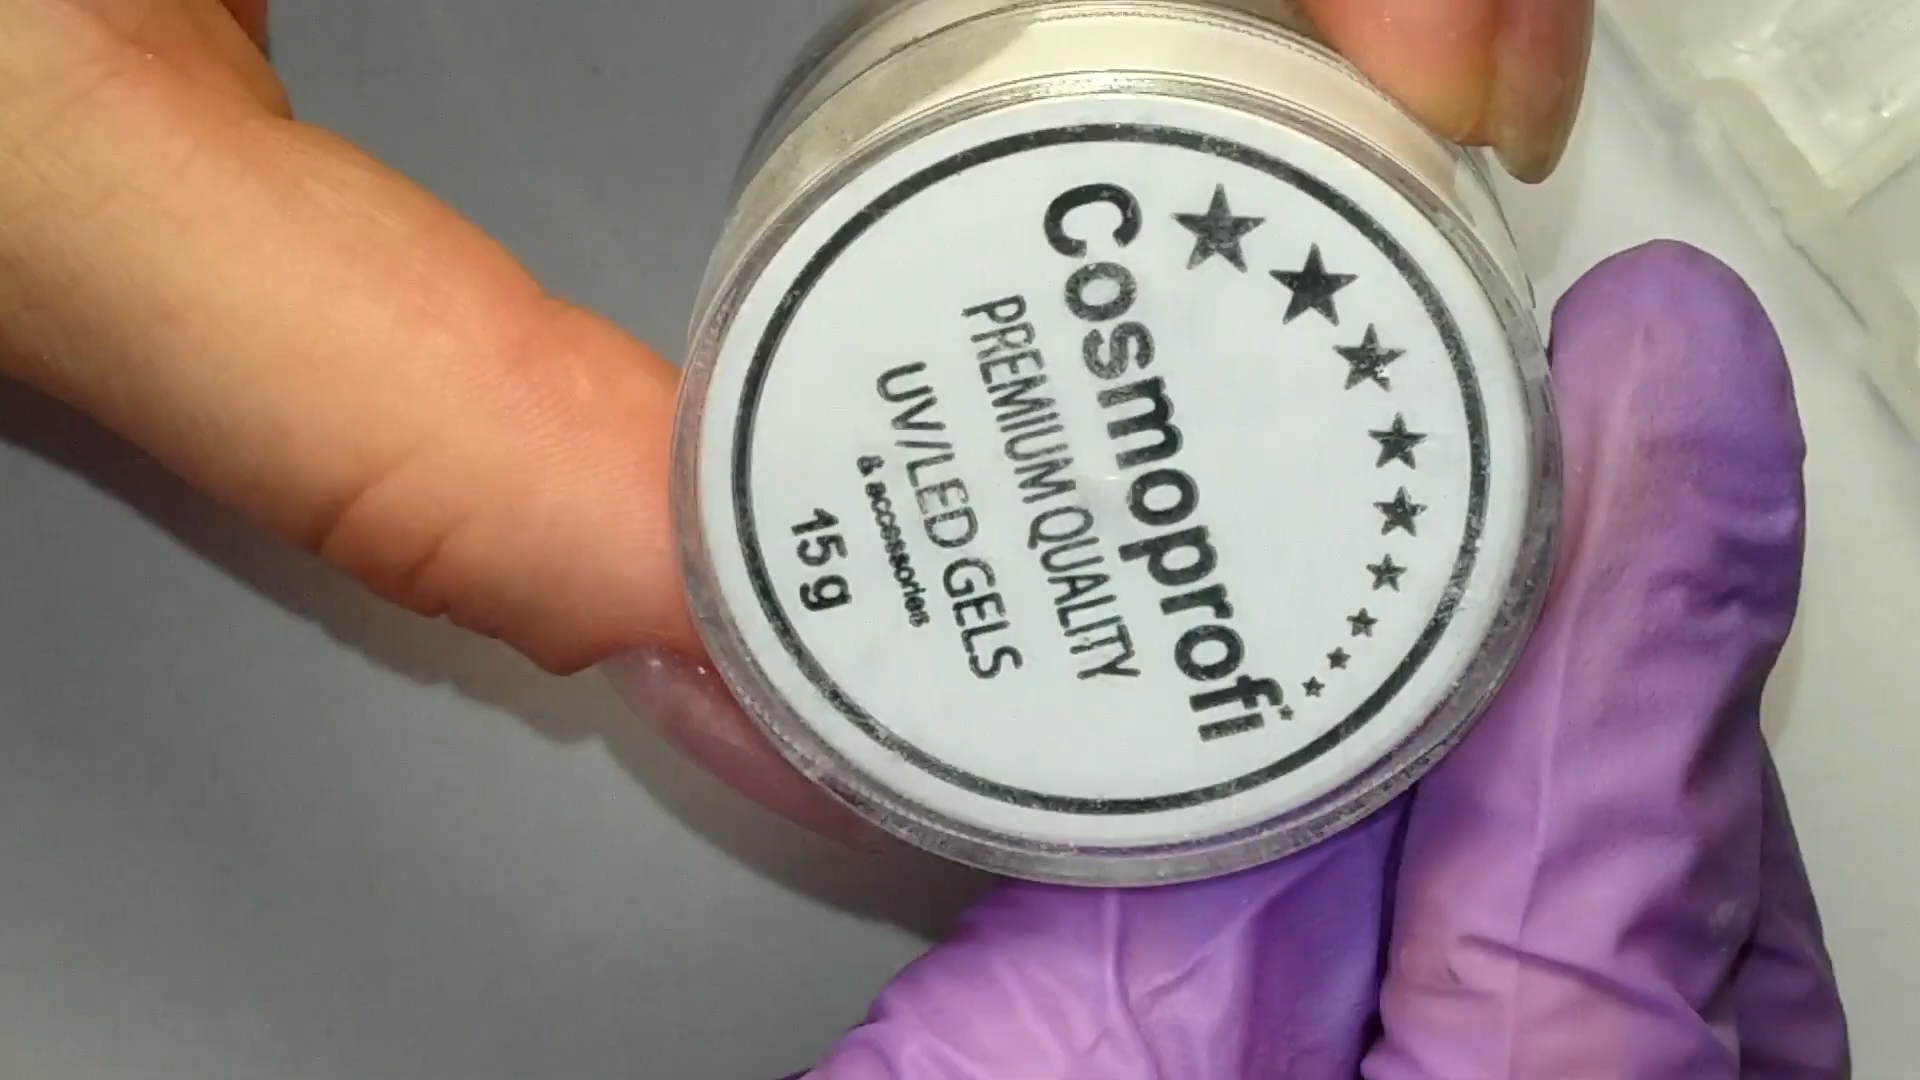 Cosmoprofi
PREMIUM QUALITY
UV/LED GELS
& accessories
15 g